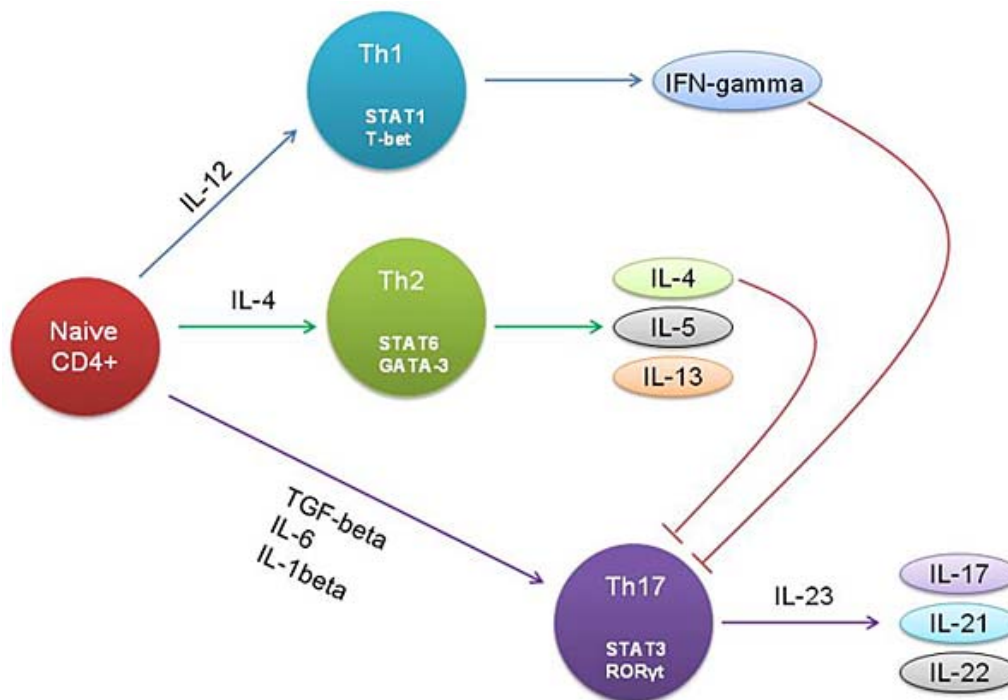 Th1
STAT1
T-bet
IFN-gamma
IL-12
Naive
CD4+
IL-4
Th2
STAT6
GATA-3
IL-4
IL-5
IL-13
TGF-beta
IL-6
IL-1beta
Th17
STAT3
RORγt
IL-23
IL-17
IL-21
IL-22